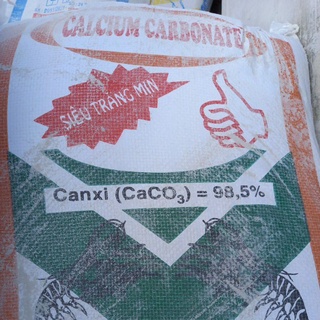 CALCIUM CARBONATE
SIÊU TRẮNG MỊN
Canxi (CaCO₃) = 98,5%